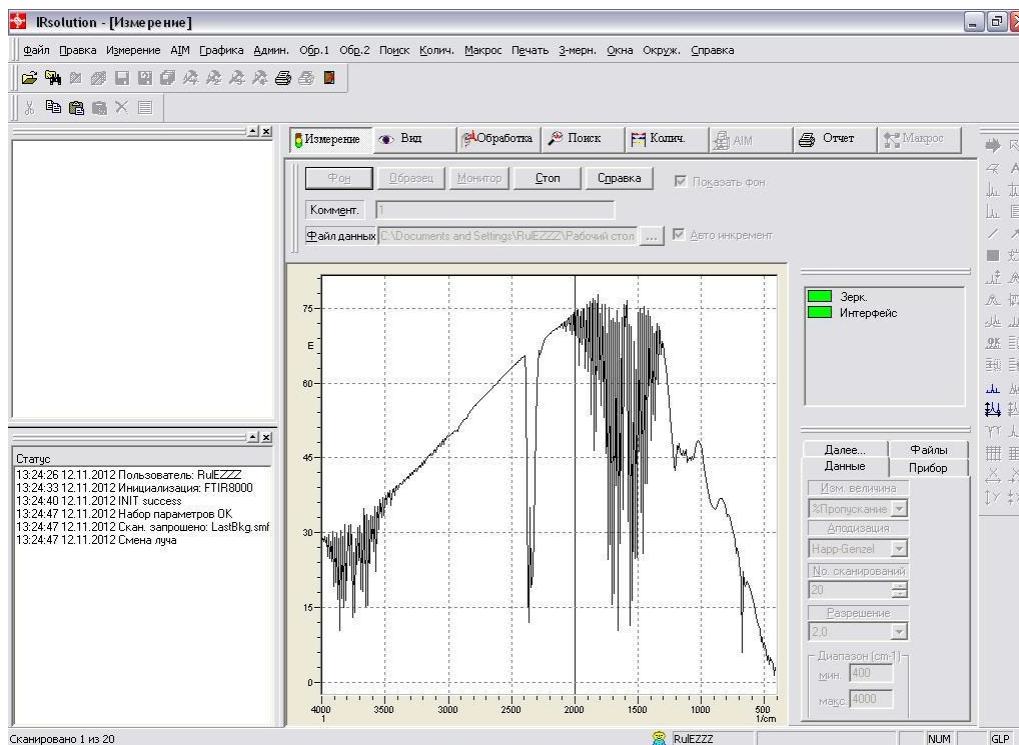 IRsolution - [Измерение]
Файл Правка Измерение AIM Графика Админ. Обр.1 Обр.2 Поиск Колич. Макрос Печать 3-мерн. Окна Окруж. Справка
Измерение Вид Обработка Поиск Колич. AIM Отчет Макрос
Фон Образец Монитор Стоп Справка Показать фон
Коммент. 1
Файл данных C:\Documents and Settings\RulEZZZ\Рабочий стол ... Авто инкремент
Статус
13:24:26 12.11.2012 Пользователь: RulEZZZ
13:24:33 12.11.2012 Инициализация: FTIR8000
13:24:40 12.11.2012 INIT success
13:24:47 12.11.2012 Набор параметров OK
13:24:47 12.11.2012 Скан. запрошено: LastBkg.smf
13:24:47 12.11.2012 Смена луча
75
E
60
45
30
15
0
4000 3500 3000 2500 2000 1500 1000 500
1 1/cm
Зерк.
Интерфейс
Далее... Файлы
Данные Прибор
Изм. величина
%Пропускание
Аподизация
Happ-Genzel
No. сканирований
20
Разрешение
2,0
Диапазон (cm-1)
мин. 400
макс. 4000
Сканировано 1 из 20 RulEZZZ NUM GLP